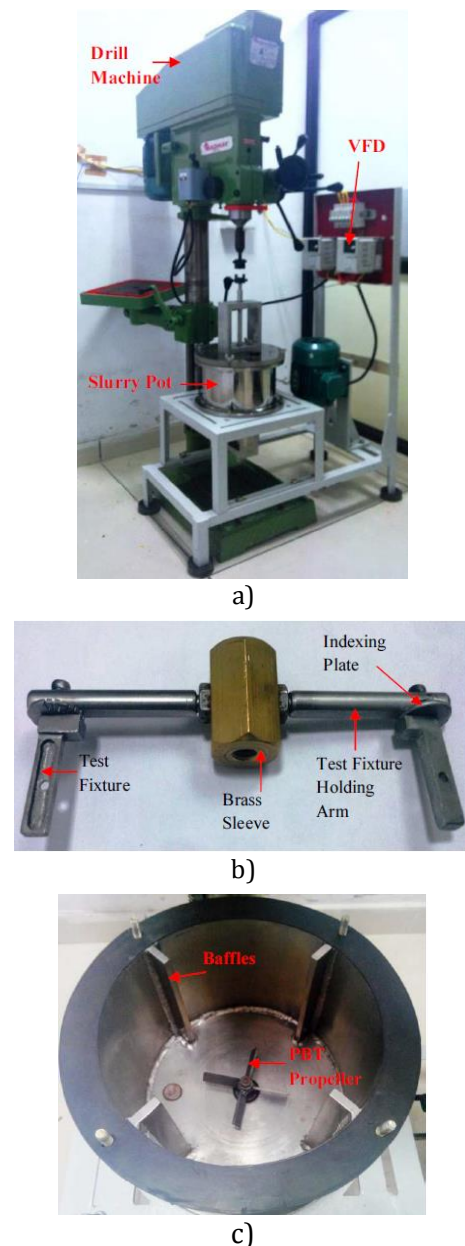 Drill
Machine
VFD
Slurry Pot
a)
Indexing
Plate
Test
Fixture
Test Fixture
Holding
Arm
Brass
Sleeve
b)
Baffles
PBT
Propeller
c)